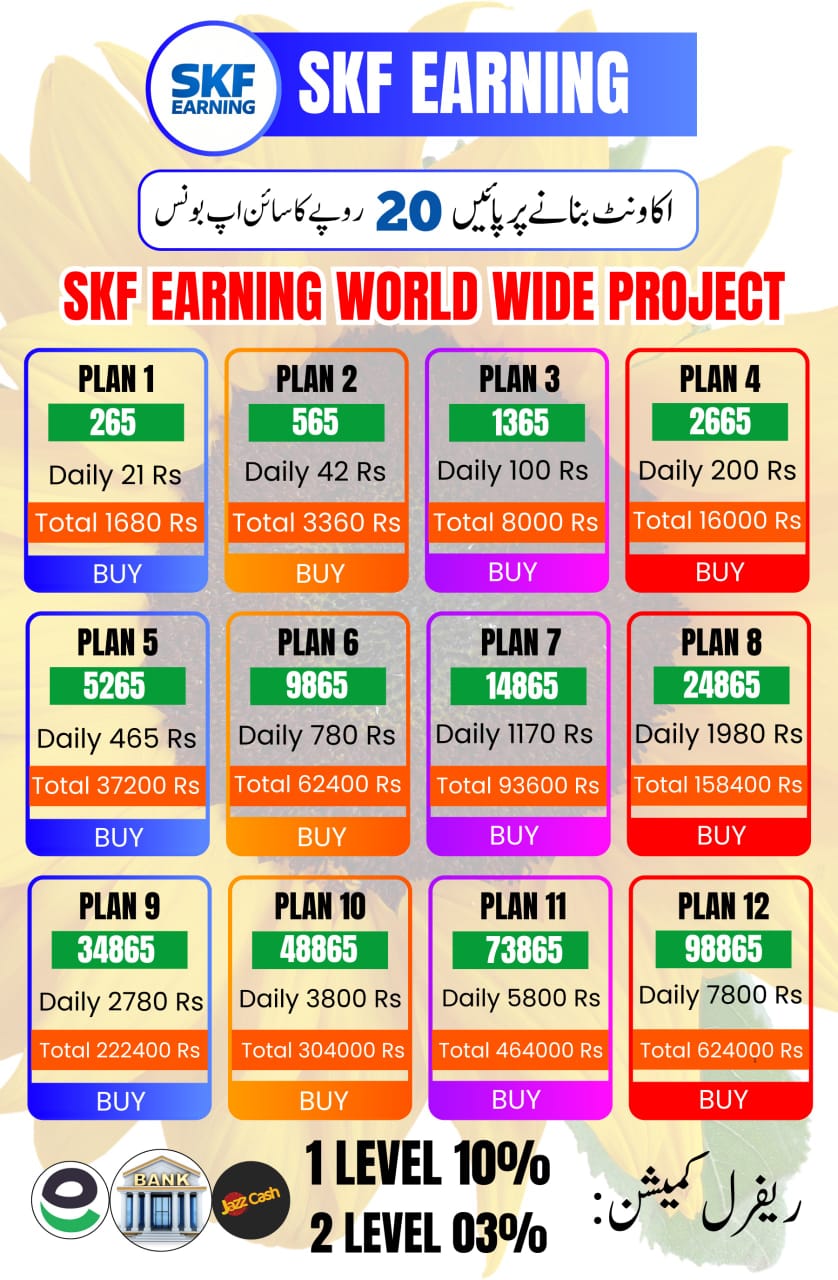 SKF
EARNING
SKF EARNING
اکاونٹ بنانے پر پائیں 20 روپے کا سائن اپ بونس
SKF EARNING WORLD WIDE PROJECT
PLAN 1
265
Daily 21 Rs
Total 1680 Rs
BUY
PLAN 2
565
Daily 42 Rs
Total 3360 Rs
BUY
PLAN 3
1365
Daily 100 Rs
Total 8000 Rs
BUY
PLAN 4
2665
Daily 200 Rs
Total 16000 Rs
BUY
PLAN 5
5265
Daily 465 Rs
Total 37200 Rs
BUY
PLAN 6
9865
Daily 780 Rs
Total 62400 Rs
BUY
PLAN 7
14865
Daily 1170 Rs
Total 93600 Rs
BUY
PLAN 8
24865
Daily 1980 Rs
Total 158400 Rs
BUY
PLAN 9
34865
Daily 2780 Rs
Total 222400 Rs
BUY
PLAN 10
48865
Daily 3800 Rs
Total 304000 Rs
BUY
PLAN 11
73865
Daily 5800 Rs
Total 464000 Rs
BUY
PLAN 12
98865
Daily 7800 Rs
Total 624000 Rs
BUY
ریفرل کمیشن:
1 LEVEL 10%
2 LEVEL 03%
BANK
Jazz Cash